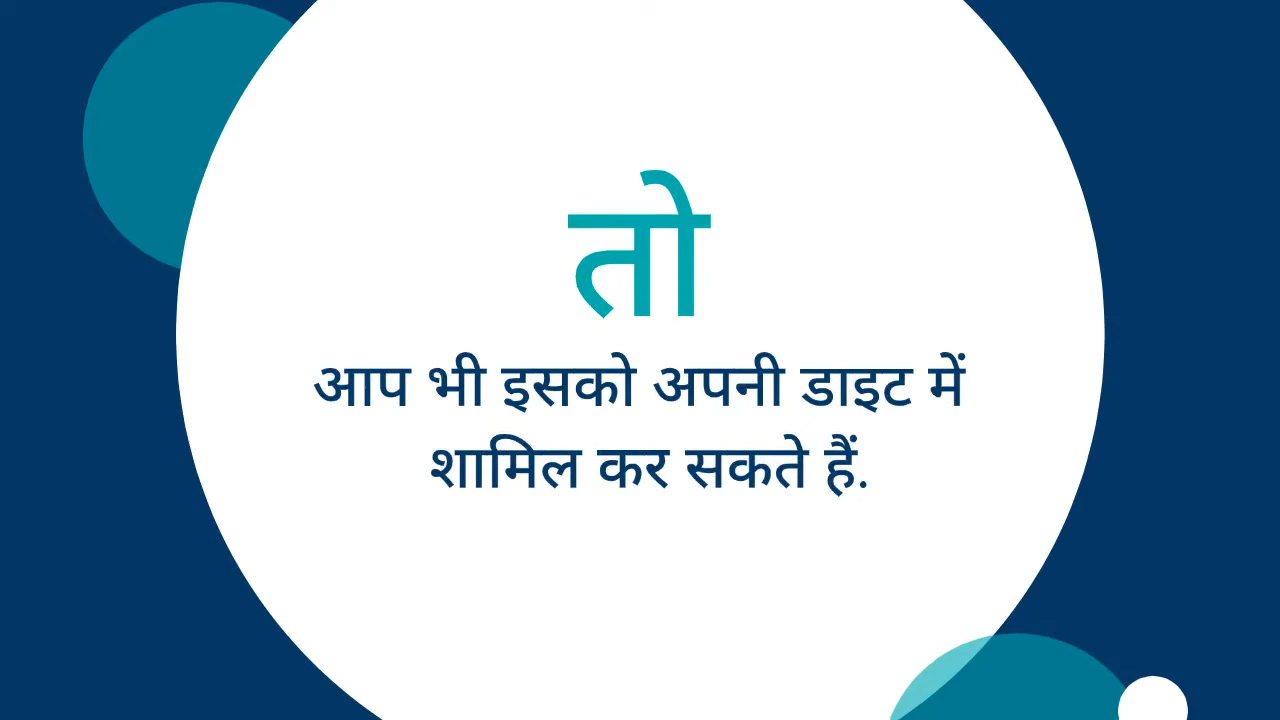 तो
आप भी इसको अपनी डाइट में
शामिल कर सकते हैं.